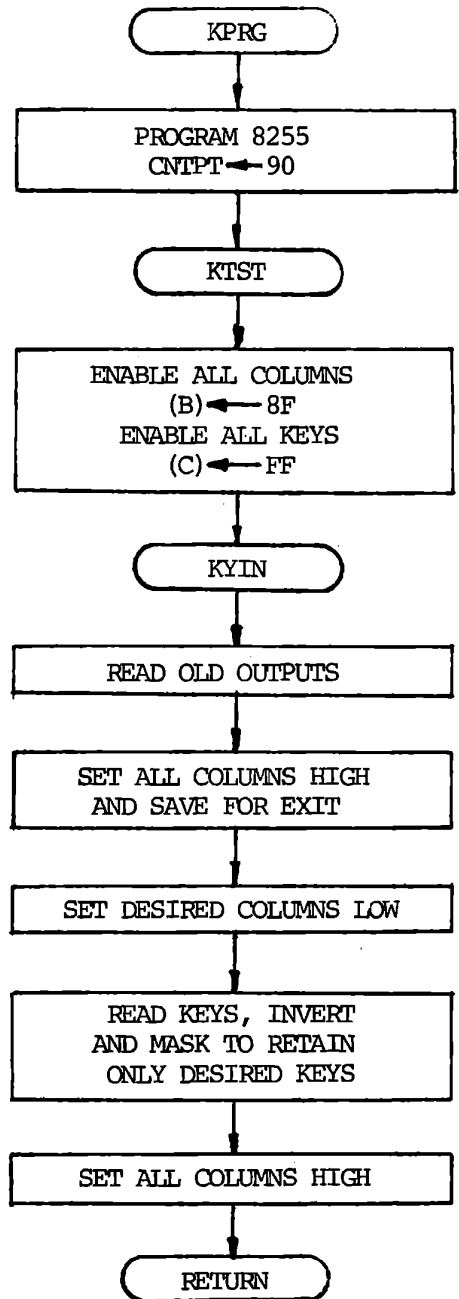 KPRG
PROGRAM 8255
CNTPT ← 90
KTST
ENABLE ALL COLUMNS
(B) ← 8F
ENABLE ALL KEYS
(C) ← FF
KYIN
READ OLD OUTPUTS
SET ALL COLUMNS HIGH
AND SAVE FOR EXIT
SET DESIRED COLUMNS LOW
READ KEYS, INVERT
AND MASK TO RETAIN
ONLY DESIRED KEYS
SET ALL COLUMNS HIGH
RETURN